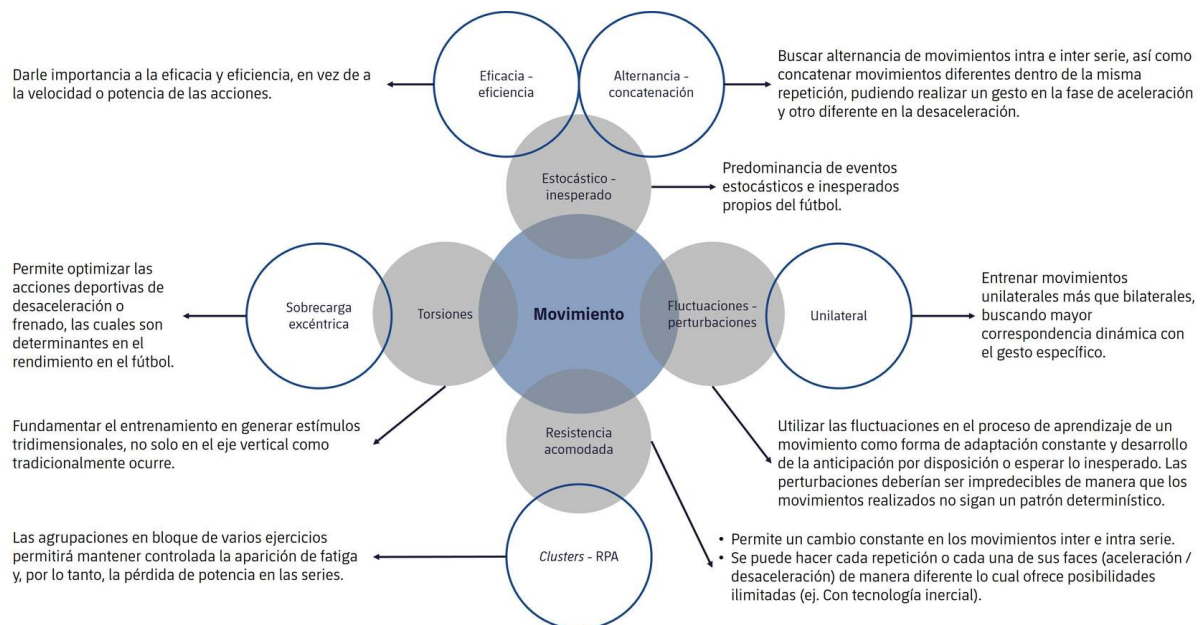 Darle importancia a la eficacia y eficiencia, en vez de a
la velocidad o potencia de las acciones.
Eficacia -
eficiencia
Alternancia -
concatenación
Buscar alternancia de movimientos intra e inter serie, así como
concatenar movimientos diferentes dentro de la misma
repetición, pudiendo realizar un gesto en la fase de aceleración
y otro diferente en la desaceleración.
Estocástico -
inesperado
Predominancia de eventos
estocásticos e inesperados
propios del fútbol.
Permite optimizar las
acciones deportivas de
desaceleración o
frenado, las cuales son
determinantes en el
rendimiento en el fútbol.
Sobrecarga
excéntrica
Torsiones
Movimiento
Fluctuaciones -
perturbaciones
Unilateral
Entrenar movimientos
unilaterales más que bilaterales,
buscando mayor
correspondencia dinámica con
el gesto específico.
Fundamentar el entrenamiento en generar estímulos
tridimensionales, no solo en el eje vertical como
tradicionalmente ocurre.
Resistencia
acomodada
Utilizar las fluctuaciones en el proceso de aprendizaje de un
movimiento como forma de adaptación constante y desarrollo
de la anticipación por disposición o esperar lo inesperado. Las
perturbaciones deberían ser impredecibles de manera que los
movimientos realizados no sigan un patrón determinístico.
Las agrupaciones en bloque de varios ejercicios
permitirá mantener controlada la aparición de fatiga
y, por lo tanto, la pérdida de potencia en las series.
Clusters - RPA
• Permite un cambio constante en los movimientos inter e intra serie.
• Se puede hacer cada repetición o cada una de sus faces (aceleración /
desaceleración) de manera diferente lo cual ofrece posibilidades
ilimitadas (ej. Con tecnología inercial).